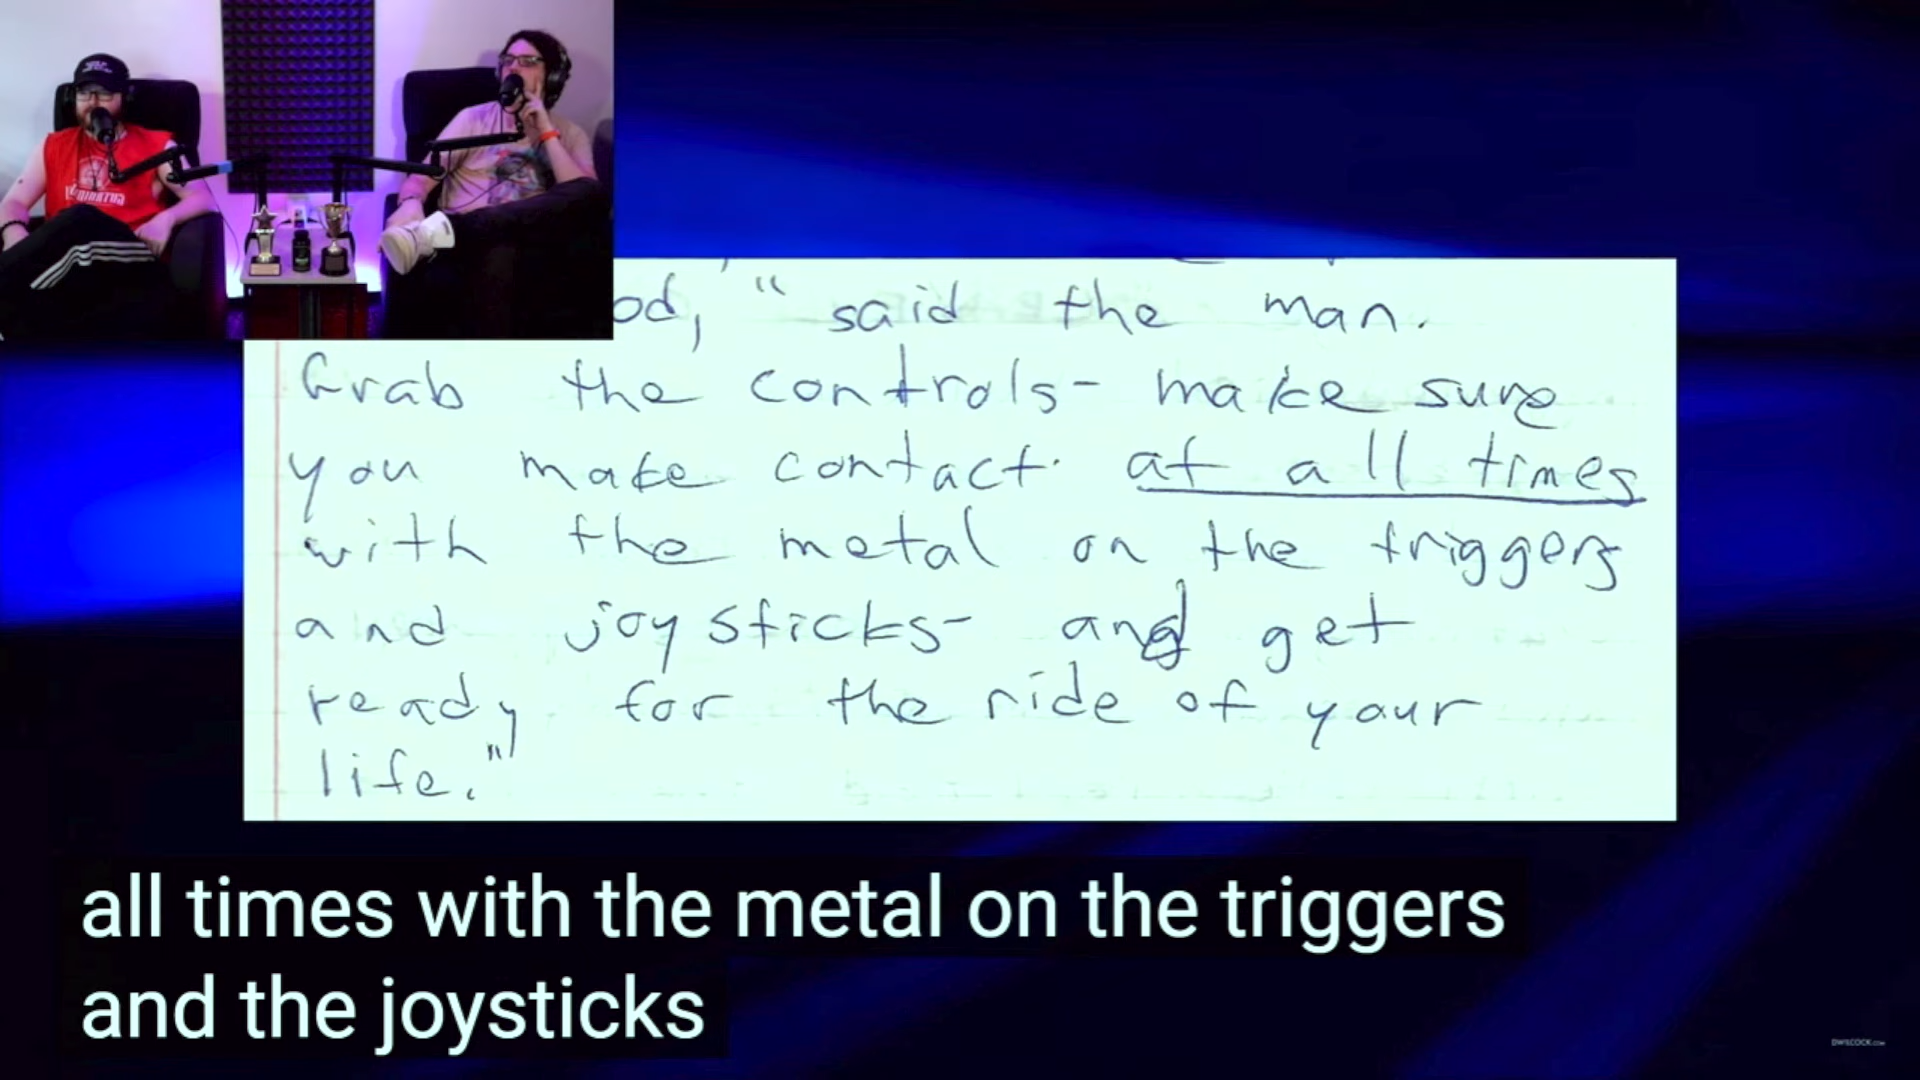 od," said the man.
Grab the controls- make sure
you make contact at all times
with the metal on the triggers
and joysticks- and get
ready for the ride of your
life."
all times with the metal on the triggers
and the joysticks
DWILCOCK.COM